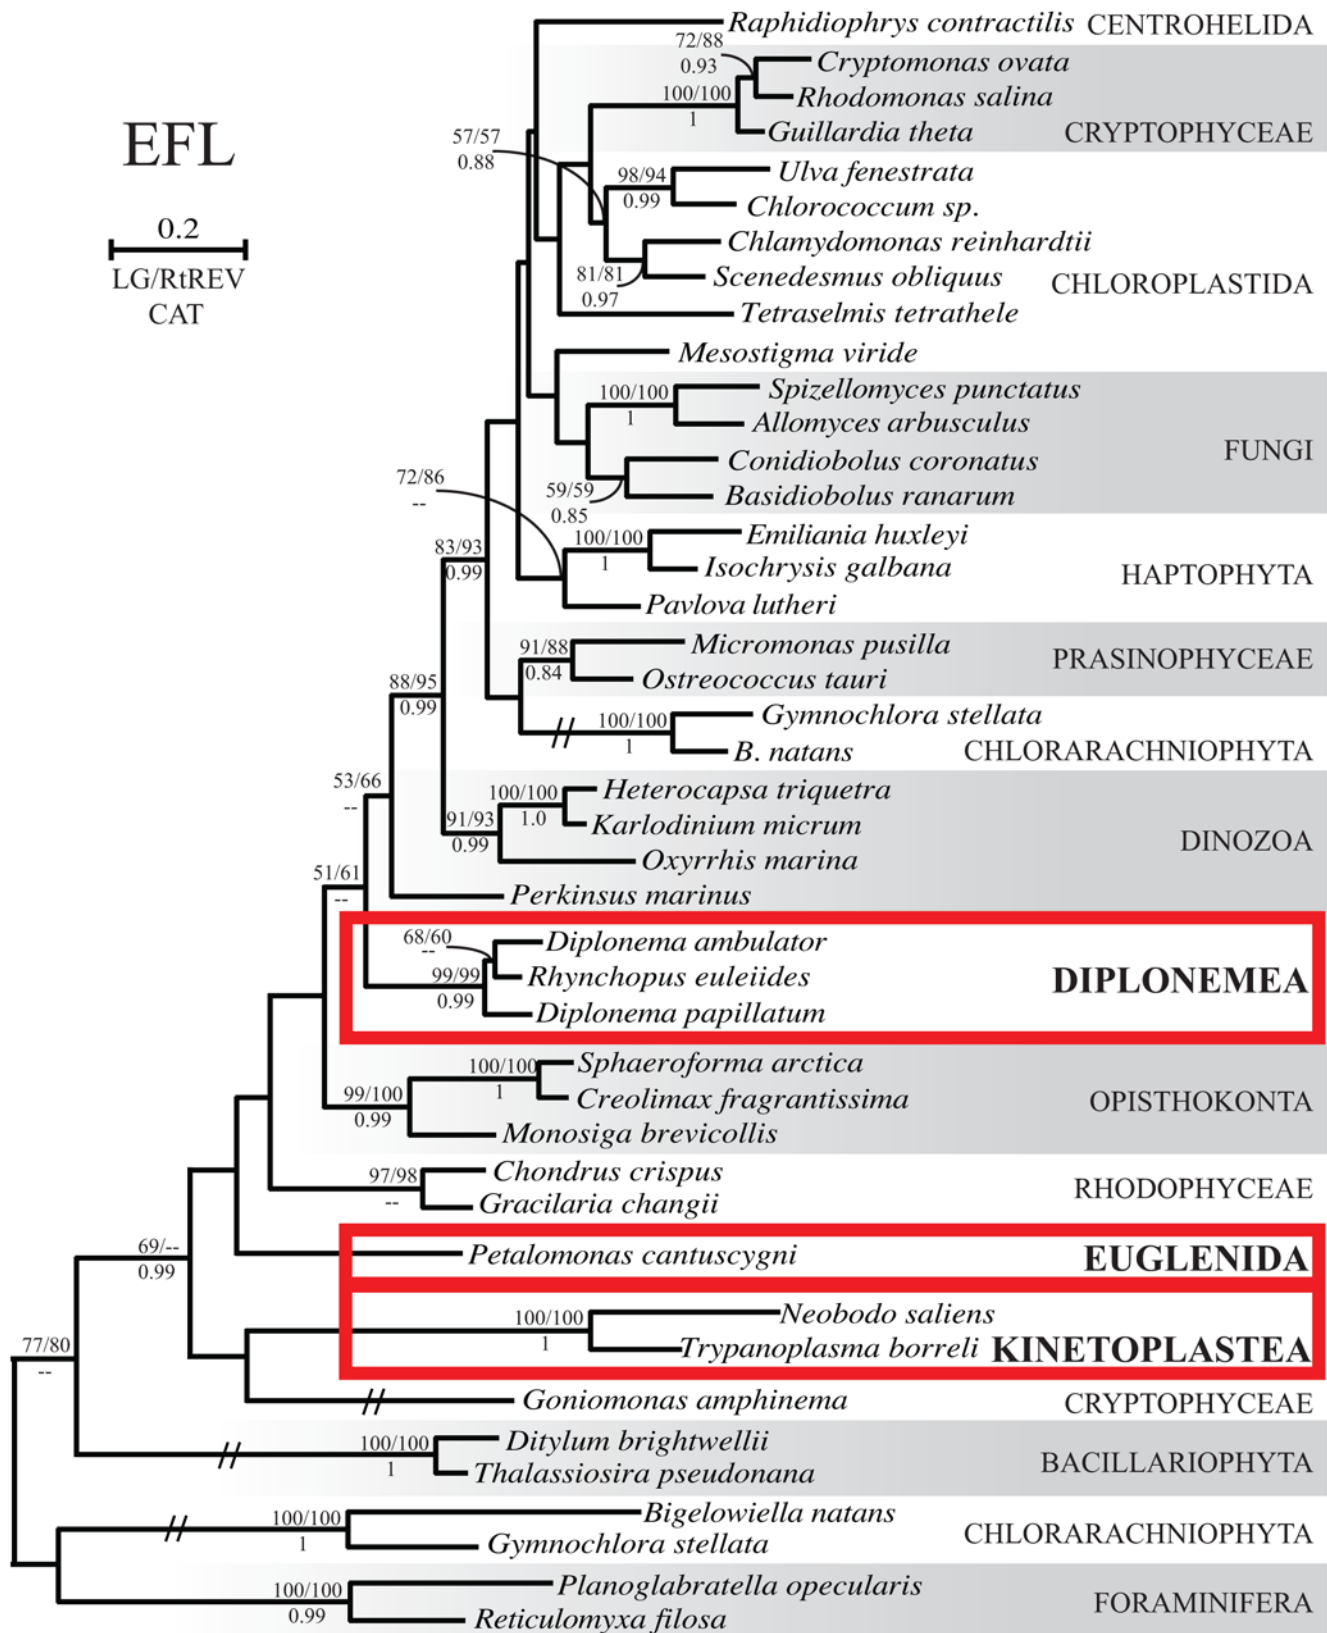 Raphidiophrys contractilis CENTROHELIDA
72/88
0.93
Cryptomonas ovata
Rhodomonas salina
100/100
1
Guillardia theta CRYPTOPHYCEAE
EFL
0.2
LG/RtREV
CAT
57/57
0.88
98/94
0.99
Ulva fenestrata
Chlorococcum sp.
Chlamydomonas reinhardtii
81/81
0.97
Scenedesmus obliquus
CHLOROPLASTIDA
Tetraselmis tetrathele
Mesostigma viride
100/100
1
Spizellomyces punctatus
Allomyces arbusculus
FUNGI
Conidiobolus coronatus
59/59
0.85
Basidiobolus ranarum
72/86
--
100/100
1
Emiliania huxleyi
Isochrysis galbana
HAPTOPHYTA
Pavlova lutheri
83/93
0.99
91/88
0.84
Micromonas pusilla
PRASINOPHYCEAE
Ostreococcus tauri
88/95
0.99
100/100
1
Gymnochlora stellata
B. natans CHLORARACHNIOPHYTA
53/66
--
100/100
1.0
Heterocapsa triquetra
Karlodinium micrum
DINOZOA
91/93
0.99
Oxyrrhis marina
51/61
--
Perkinsus marinus
68/60
--
Diplonema ambulator
99/99
0.99
Rhynchopus euleiides
DIPLONEMEA
Diplonema papillatum
100/100
1
Sphaeroforma arctica
Creolimax fragrantissima
OPISTHOKONTA
99/100
0.99
Monosiga brevicollis
97/98
--
Chondrus crispus
RHODOPHYCEAE
Gracilaria changii
69/--
0.99
Petalomonas cantuscygni EUGLENIDA
100/100
1
Neobodo saliens
Trypanoplasma borreli KINETOPLASTEA
77/80
--
Goniomonas amphinema CRYPTOPHYCEAE
100/100
1
Ditylum brightwellii
BACILLARIOPHYTA
Thalassiosira pseudonana
100/100
1
Bigelowiella natans
CHLORARACHNIOPHYTA
Gymnochlora stellata
100/100
0.99
Planoglabratella opecularis
FORAMINIFERA
Reticulomyxa filosa